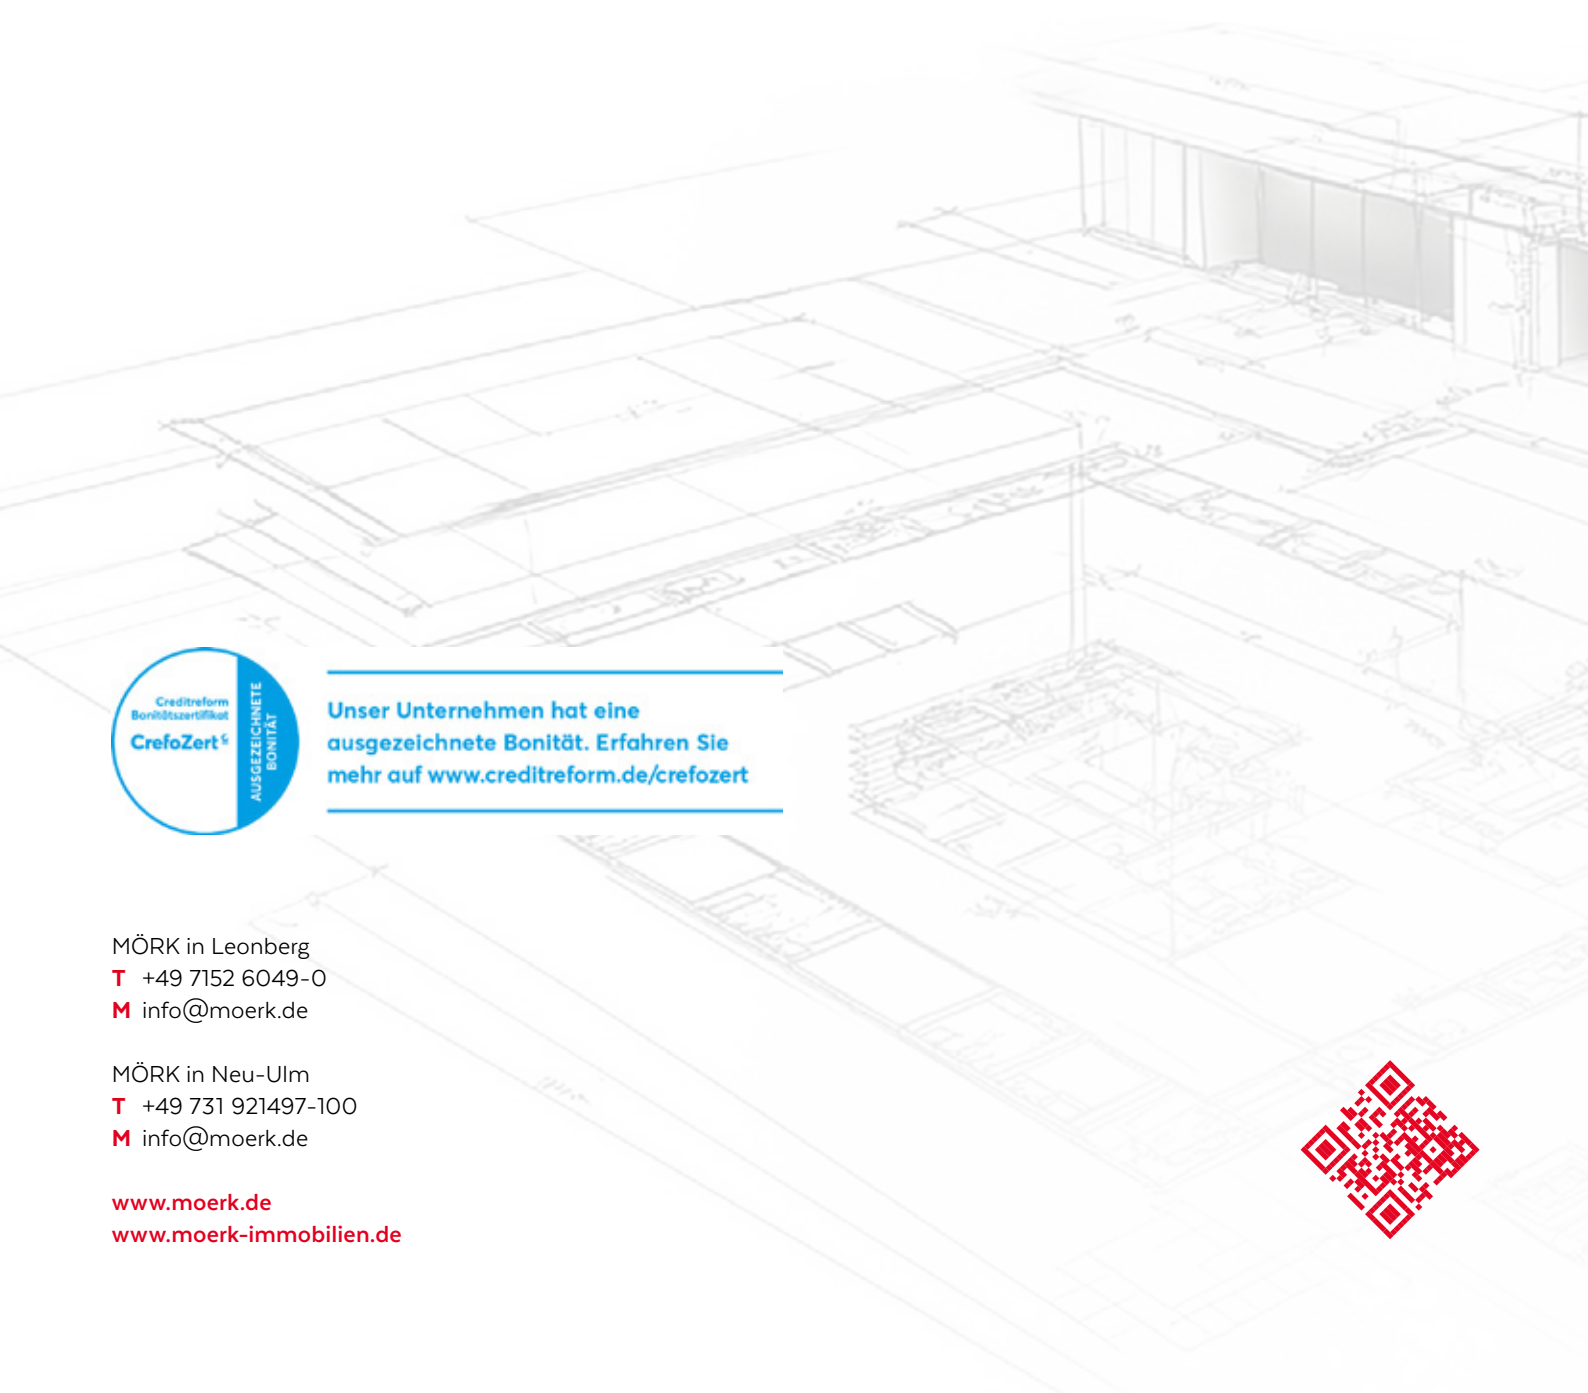 Creditreform
Bonitätszertifikat
CrefoZert
AUSGEZEICHNETE
BONITÄT
Unser Unternehmen hat eine
ausgezeichnete Bonität. Erfahren Sie
mehr auf www.creditreform.de/crefozert
MÖRK in Leonberg
T +49 7152 6049-0
M info@moerk.de
MÖRK in Neu-Ulm
T +49 731 921497-100
M info@moerk.de
www.moerk.de
www.moerk-immobilien.de